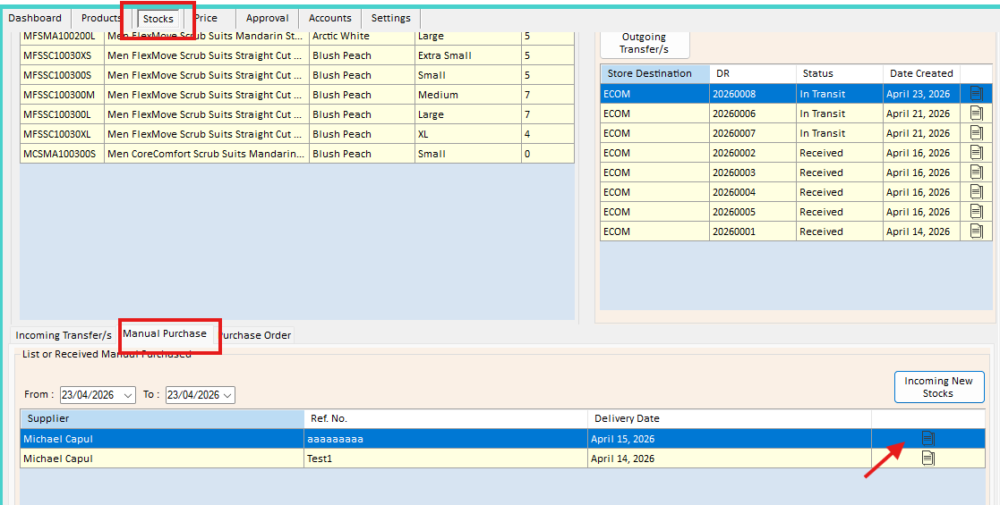 Dashboard Products Stocks Price Approval Accounts Settings
MFSMA100200L Men FlexMove Scrub Suits Mandarin St... Arctic White Large 5
MFSSC10030XS Men FlexMove Scrub Suits Straight Cut ... Blush Peach Extra Small 5
MFSSC100300S Men FlexMove Scrub Suits Straight Cut ... Blush Peach Small 5
MFSSC100300M Men FlexMove Scrub Suits Straight Cut ... Blush Peach Medium 7
MFSSC100300L Men FlexMove Scrub Suits Straight Cut ... Blush Peach Large 7
MFSSC10030XL Men FlexMove Scrub Suits Straight Cut ... Blush Peach XL 4
MCSMA100300S Men CoreComfort Scrub Suits Mandarin... Blush Peach Small 0
Outgoing
Transfer/s
Store Destination DR Status Date Created
ECOM 20260008 In Transit April 23, 2026
ECOM 20260006 In Transit April 21, 2026
ECOM 20260007 In Transit April 21, 2026
ECOM 20260002 Received April 16, 2026
ECOM 20260003 Received April 16, 2026
ECOM 20260004 Received April 16, 2026
ECOM 20260005 Received April 16, 2026
ECOM 20260001 Received April 14, 2026
Incoming Transfer/s Manual Purchase Purchase Order
List or Received Manual Purchased
From : 23/04/2026 To : 23/04/2026
Incoming New
Stocks
Supplier Ref. No. Delivery Date
Michael Capul aaaaaaaaa April 15, 2026
Michael Capul Test1 April 14, 2026